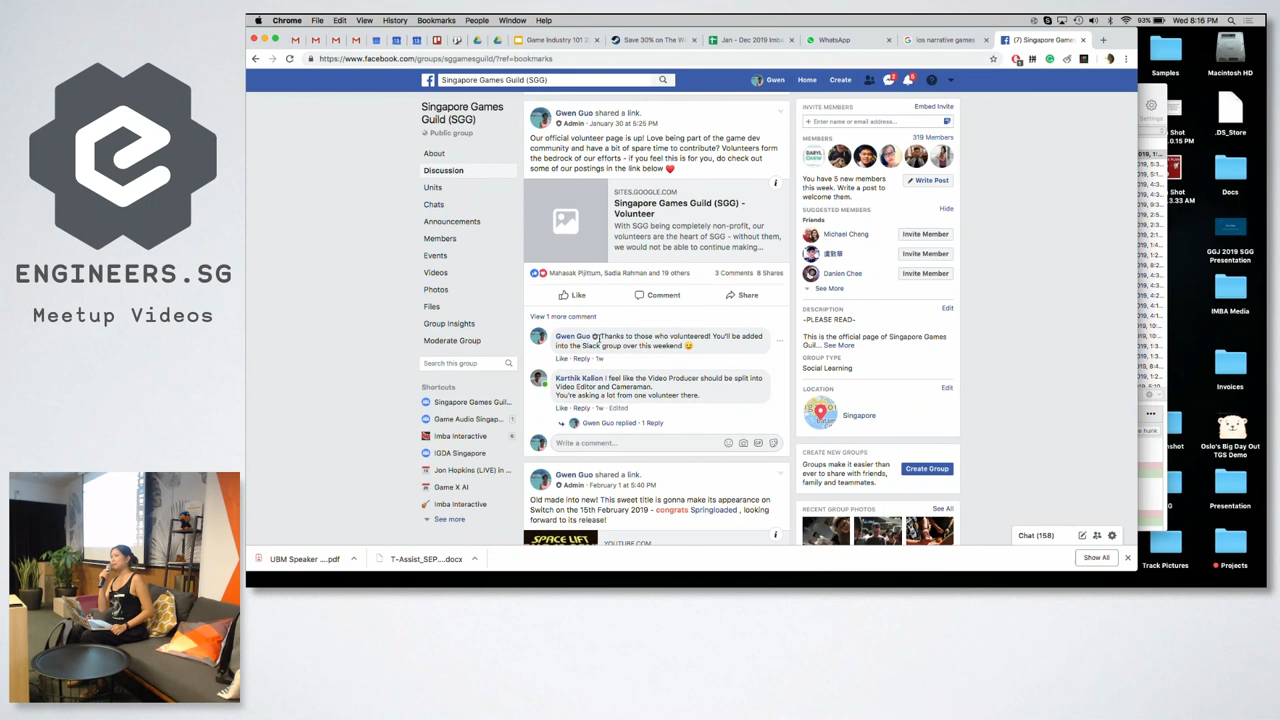 Chrome File Edit View History Bookmarks People Window Help
93% Wed 8:16 PM
Game Industry 101 2
Save 30% on The W
Jan - Dec 2019 Imba
WhatsApp
ios narrative games
(7) Singapore Games
https://www.facebook.com/groups/sggamesguild/?ref=bookmarks
Singapore Games Guild (SGG)
Gwen Home Create
Singapore Games
Guild (SGG)
Public group
About
Discussion
Units
Chats
Announcements
Members
Events
Videos
Photos
Files
Group Insights
Moderate Group
Search this group
Shortcuts
Singapore Games Guil...
Game Audio Singap... 1
Imba Interactive 6
IGDA Singapore
Jon Hopkins (LIVE) in ...
Game X AI
Imba Interactive
See more
Gwen Guo shared a link.
Admin · January 30 at 5:25 PM
Our official volunteer page is up! Love being part of the game dev
community and have a bit of spare time to contribute? Volunteers form
the bedrock of our efforts - if you feel this is for you, do check out
some of our postings in the link below
SITES.GOOGLE.COM
Singapore Games Guild (SGG) -
Volunteer
With SGG being completely non-profit, our
volunteers are the heart of SGG - without them,
we would not be able to continue making...
Mahasak Pijittum, Sadia Rahman and 19 others
3 Comments 8 Shares
Like Comment Share
View 1 more comment
Gwen Guo Thanks to those who volunteered! You'll be added
into the Slack group over this weekend
Like · Reply · 1w
Karthik Kalion I feel like the Video Producer should be split into
Video Editor and Cameraman.
You're asking a lot from one volunteer there.
Like · Reply · 1w · Edited
Gwen Guo replied · 1 Reply
Write a comment...
Gwen Guo shared a link.
Admin · February 1 at 5:40 PM
Old made into new! This sweet title is gonna make its appearance on
Switch on the 15th February 2019 - congrats Springloaded , looking
forward to its release!
SPACE LIFT
YOUTUBE.COM
INVITE MEMBERS Embed Invite
+ Enter name or email address...
MEMBERS 319 Members
DARYL
You have 5 new members
this week. Write a post to
welcome them.
Write Post
SUGGESTED MEMBERS Hide
Friends
Michael Cheng Invite Member
Invite Member
Danien Chee Invite Member
See More
DESCRIPTION Edit
-PLEASE READ-
This is the official page of Singapore Games
Guil... See More
GROUP TYPE
Social Learning
LOCATION Edit
Singapore
CREATE NEW GROUPS
Groups make it easier than
ever to share with friends,
family and teammates.
Create Group
RECENT GROUP PHOTOS See All
Chat (158)
UBM Speaker ....pdf
T-Assist_SEP....docx
Show All
Samples
Macintosh HD
Settings
Shot
.DS_Store
Shot
Docs
GGJ 2019 SGG
Presentation
IMBA Media
Invoices
Oslo's Big Day Out
TGS Demo
Presentation
Track Pictures
Projects
ENGINEERS.SG
Meetup Videos